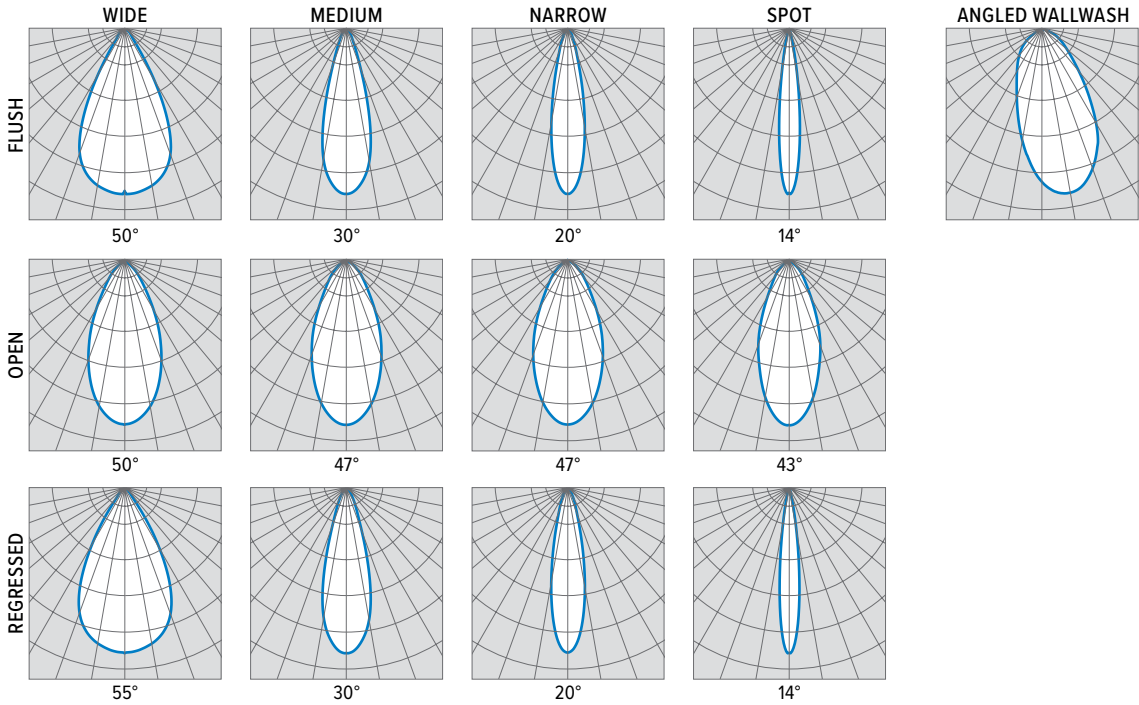 WIDE MEDIUM NARROW SPOT ANGLED WALLWASH
FLUSH
50° 30° 20° 14°
OPEN
50° 47° 47° 43°
REGRESSED
55° 30° 20° 14°